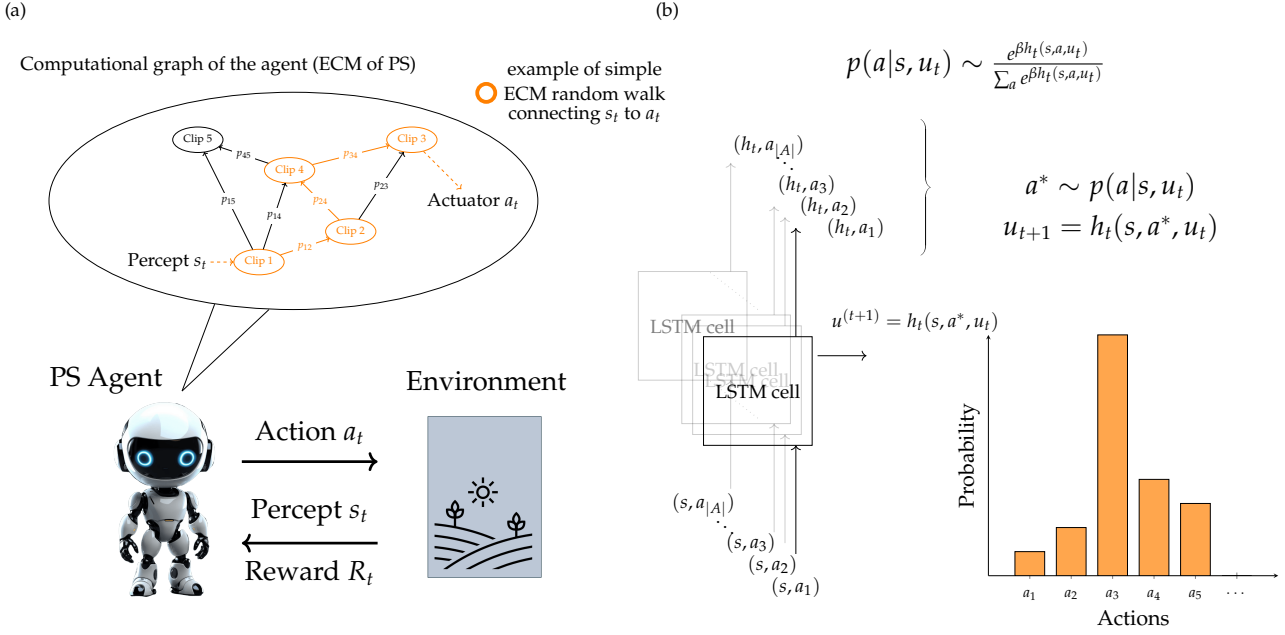 (a)
Computational graph of the agent (ECM of PS)
example of simple
ECM random walk
connecting s_t to a_t
Clip 5
Clip 3
p_45
p_34
Clip 4
p_23
p_15
p_14
p_24
Actuator a_t
Clip 2
p_12
Percept s_t
Clip 1
PS Agent
Environment
Action a_t
Percept s_t
Reward R_t
(b)
p(a|s, u_t) ∼ e^{βh_t(s,a,u_t)} / ∑_a e^{βh_t(s,a,u_t)}
(h_t, a_{|A|})
⋱
(h_t, a_3)
(h_t, a_2)
(h_t, a_1)
a* ∼ p(a|s, u_t)
u_{t+1} = h_t(s, a*, u_t)
LSTM cell
LSTM cell
LSTM cell
LSTM cell
u^{(t+1)} = h_t(s, a*, u_t)
(s, a_{|A|})
⋱
(s, a_3)
(s, a_2)
(s, a_1)
Probability
a_1 a_2 a_3 a_4 a_5 ···
Actions